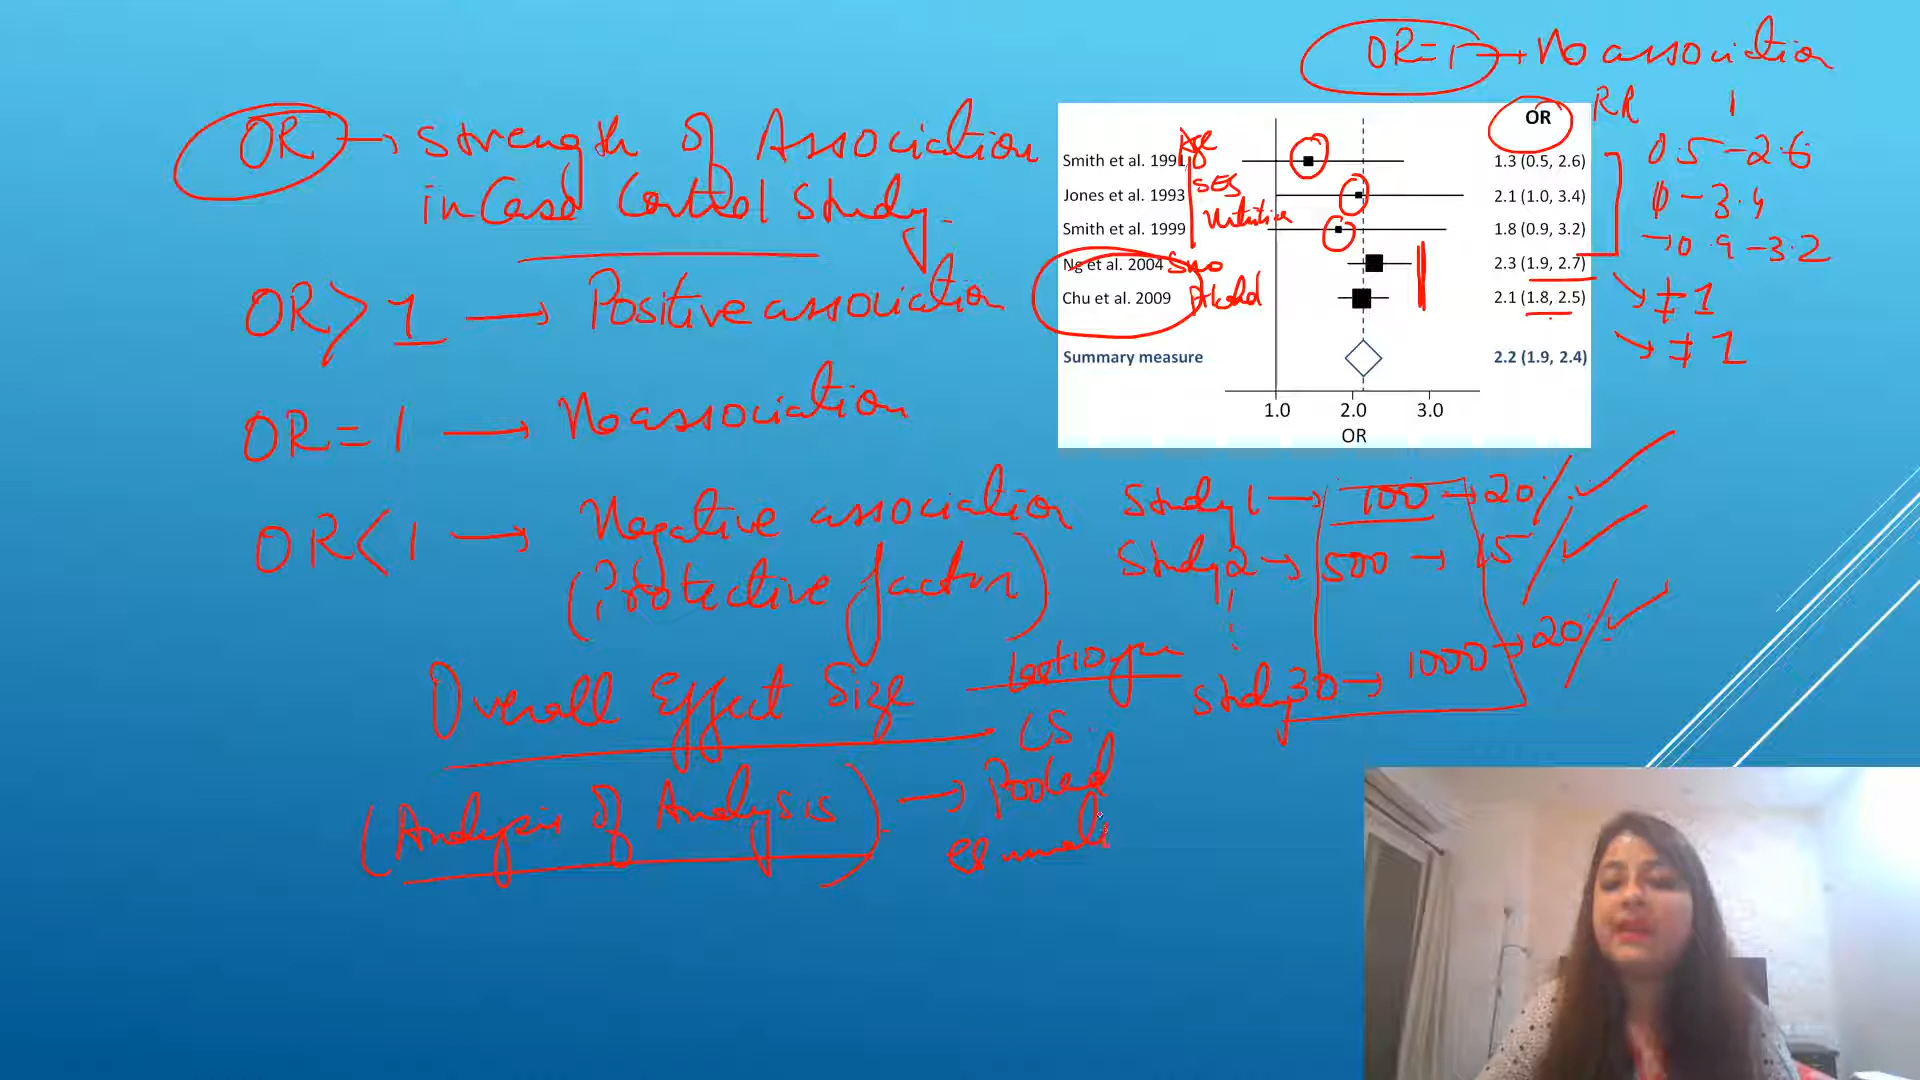 OR=1 → No association
RR 1
OR → Strength of Association
in Case Control Study.
OR > 1 → Positive association
OR = 1 → No association
OR < 1 → Negative association
(Protective factor)
Overall Effect Size
CS
(Analysis of Analysis) → Pooled
OR
Smith et al. 1991 Age 1.3 (0.5, 2.6)
Jones et al. 1993 SES 2.1 (1.0, 3.4)
Smith et al. 1999 1.8 (0.9, 3.2)
Ng et al. 2004 Smo 2.3 (1.9, 2.7)
Chu et al. 2009 Alcohol 2.1 (1.8, 2.5)
Summary measure 2.2 (1.9, 2.4)
1.0 2.0 3.0
OR
0.5 - 2.6
→ 0.9 - 3.2
→ ≠ 1
→ ≠ 1
Study 1 → 100 → 20%
Study 2 → 500 → 15%
Study 30 → 1000 → 20%